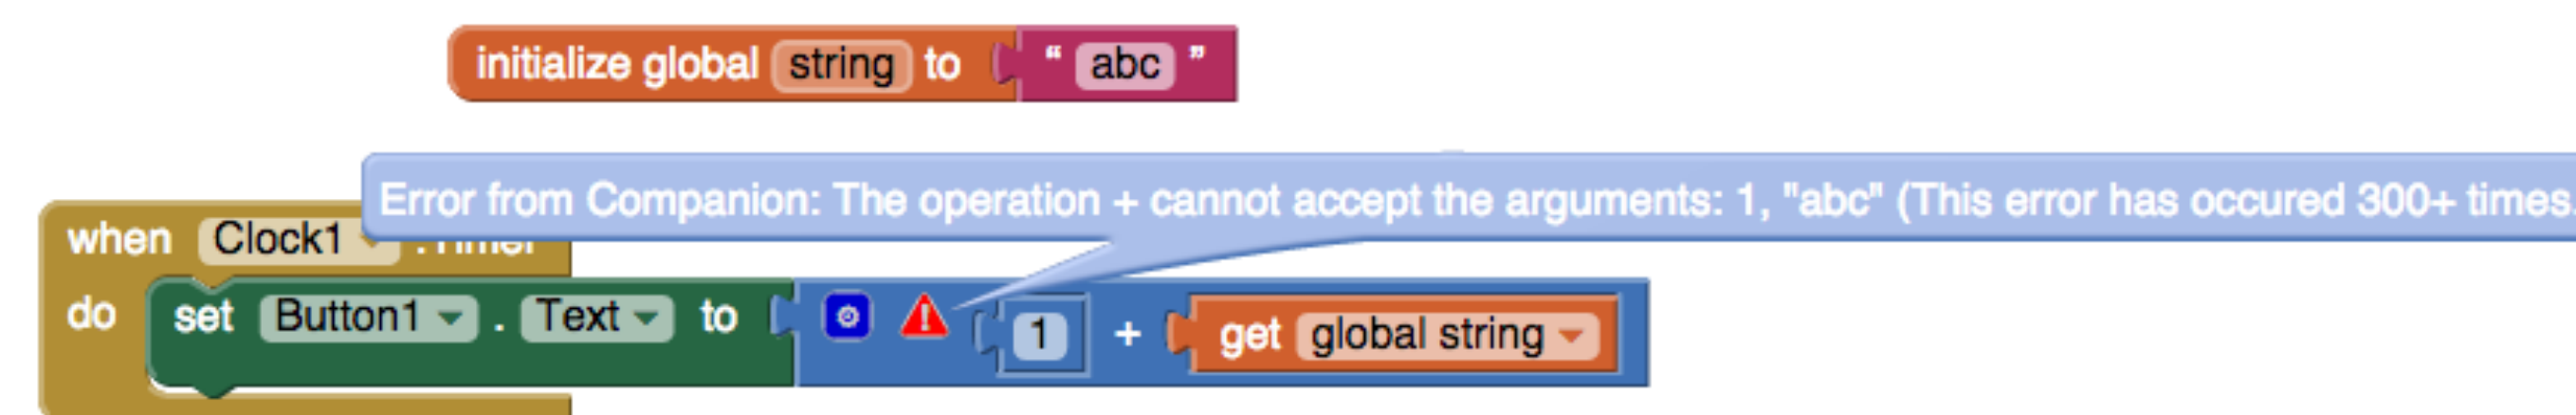 initialize global string to “ abc ”
Error from Companion: The operation + cannot accept the arguments: 1, "abc" (This error has occured 300+ times.
when Clock1 .Timer
do set Button1 . Text to 1 + get global string